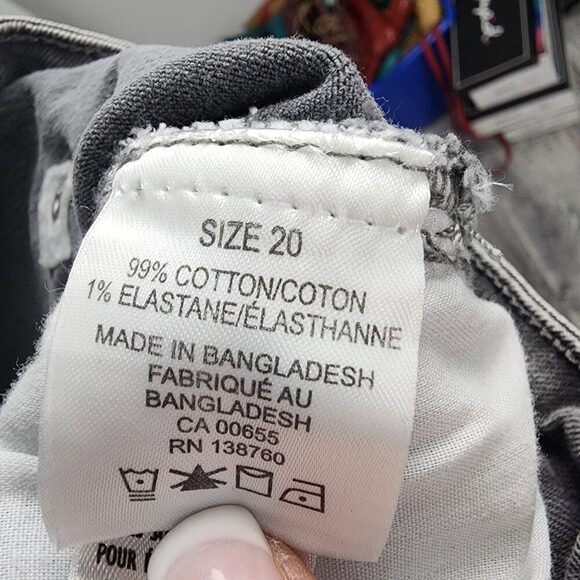 SIZE 20
99% COTTON/COTON
1% ELASTANE/ÉLASTHANNE
MADE IN BANGLADESH
FABRIQUÉ AU
BANGLADESH
CA 00655
RN 138760
POUR